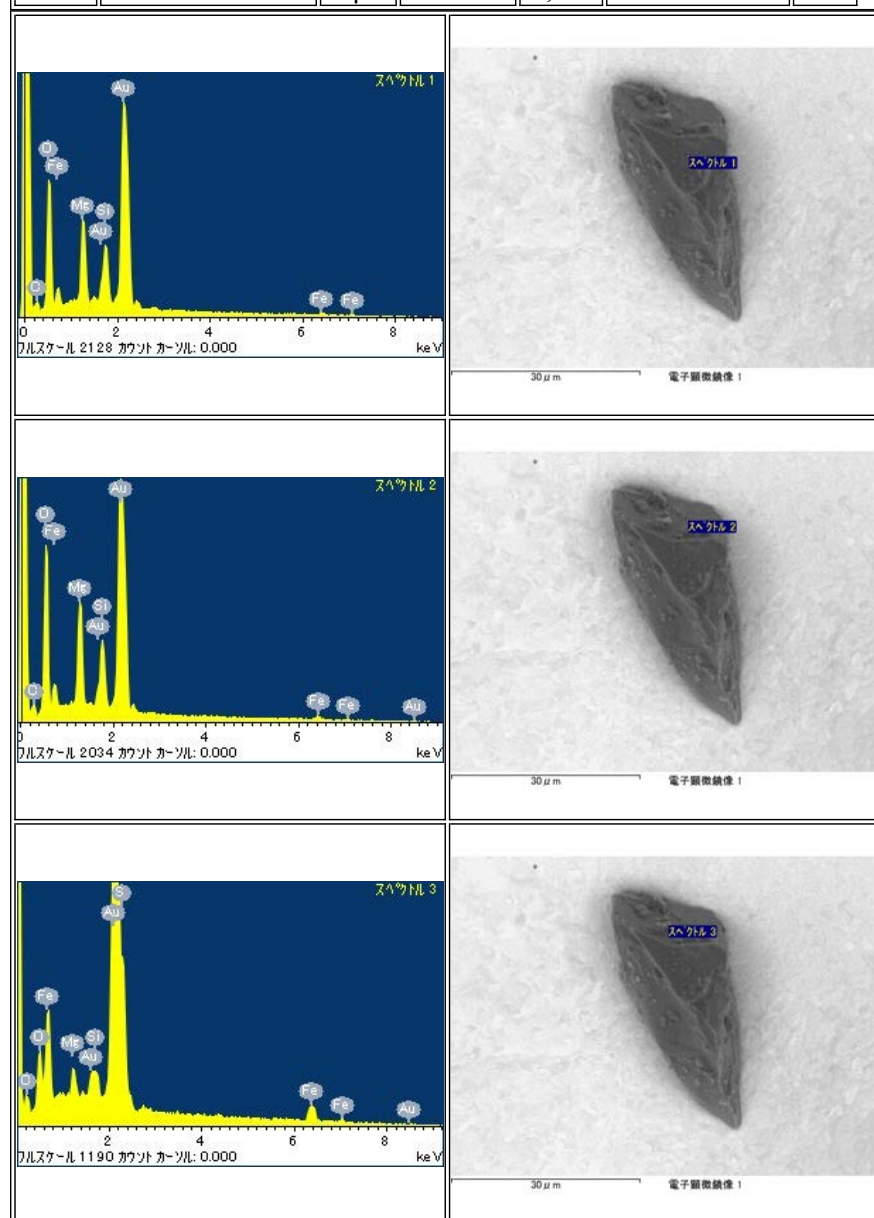 スペクトル 1
Au
O
Fe
Mg
Si
Au
C
Fe
Fe
0 2 4 6 8
フルスケール 2128 カウント カーソル: 0.000 keV
スペクトル 1
30μm 電子顕微鏡像 1
スペクトル 2
Au
O
Fe
Mg
Si
Au
C
Fe
Fe
Au
0 2 4 6 8
フルスケール 2034 カウント カーソル: 0.000 keV
スペクトル 2
30μm 電子顕微鏡像 1
スペクトル 3
S
Au
Fe
O
Mg
Si
Au
C
Fe
Fe
Au
2 4 6 8
フルスケール 1190 カウント カーソル: 0.000 keV
スペクトル 3
30μm 電子顕微鏡像 1